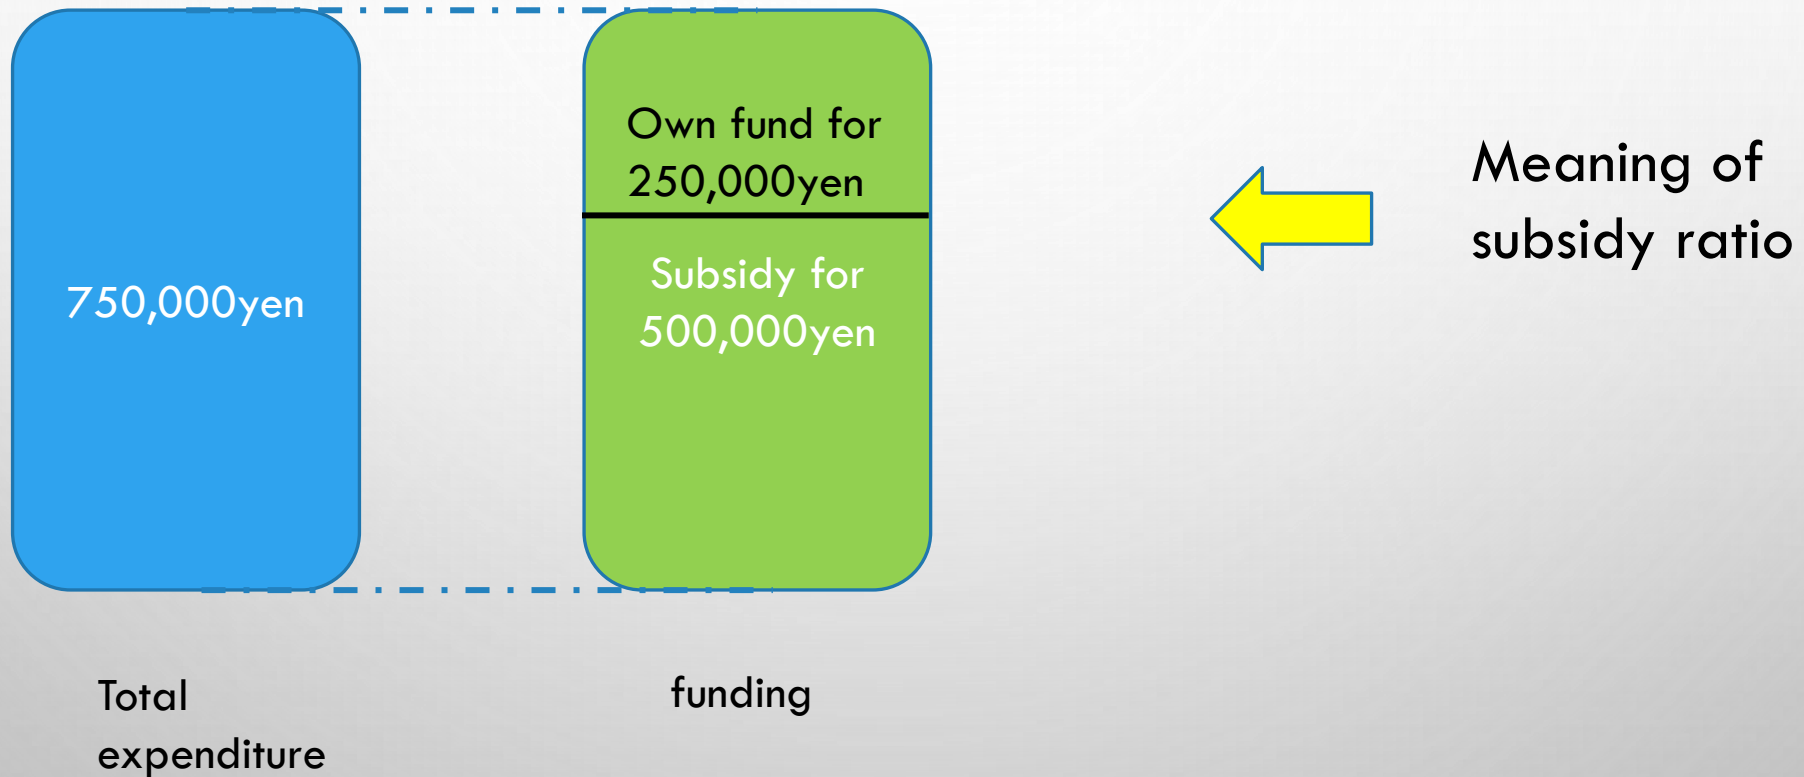 750,000yen
Own fund for
250,000yen
Subsidy for
500,000yen
Meaning of
subsidy ratio
Total
expenditure
funding